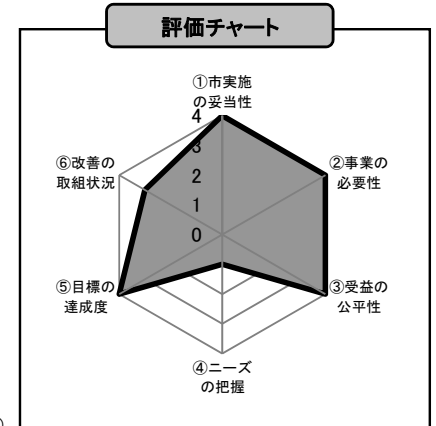 評価チャート
①市実施
の妥当性
4
3
2
1
0
②事業の
必要性
③受益の
公平性
④ニーズ
の把握
⑤目標の
達成度
⑥改善の
取組状況